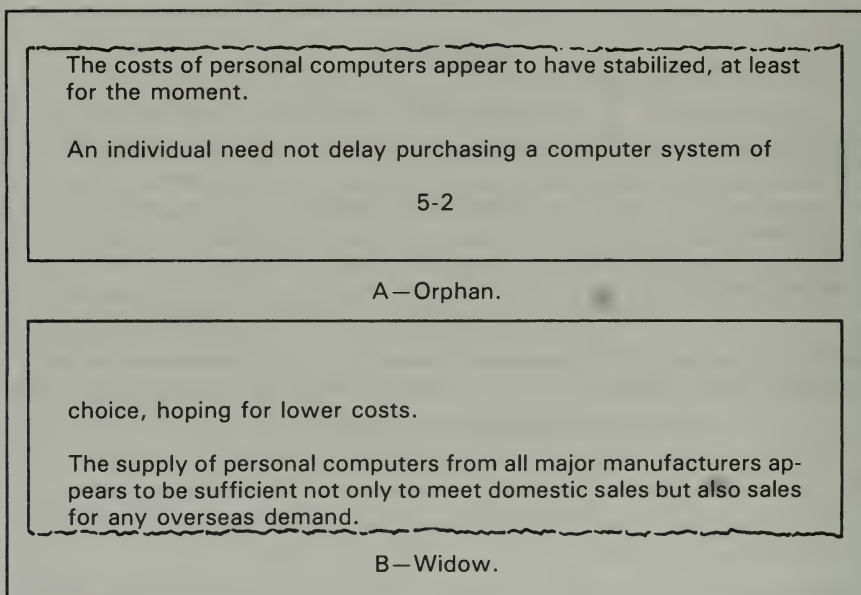 The costs of personal computers appear to have stabilized, at least
for the moment.
An individual need not delay purchasing a computer system of
5-2
A—Orphan.
choice, hoping for lower costs.
The supply of personal computers from all major manufacturers ap-
pears to be sufficient not only to meet domestic sales but also sales
for any overseas demand.
B—Widow.